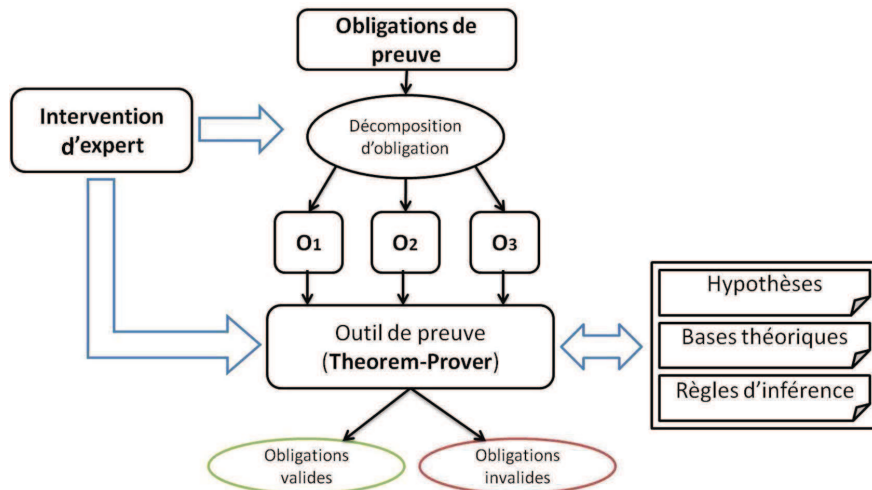 Obligations de
preuve
Intervention
d'expert
Décomposition
d'obligation
O1
O2
O3
Outil de preuve
(Theorem-Prover)
Hypothèses
Bases théoriques
Règles d'inférence
Obligations
valides
Obligations
invalides